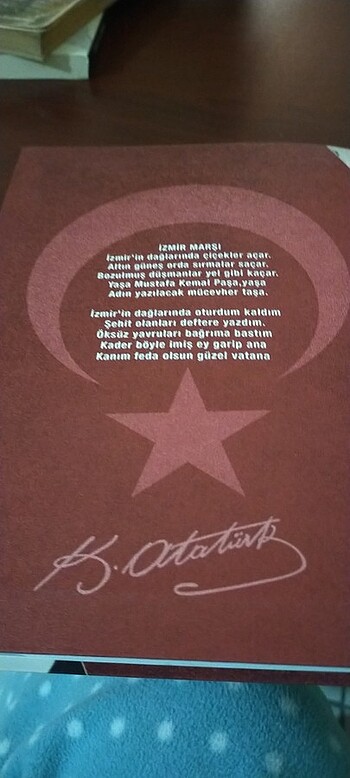 İZMİR MARŞI
İzmir'in dağlarında çiçekler açar.
Altın güneş orda sırmalar saçar.
Bozulmuş düşmanlar yel gibi kaçar.
Yaşa Mustafa Kemal Paşa,yaşa
Adın yazılacak mücevher taşa.
İzmir'in dağlarında oturdum kaldım
Şehit olanları deftere yazdım.
Öksüz yavruları bağrıma bastım
Kader böyle imiş ey garip ana
Kanım feda olsun güzel vatana
K. Atatürk